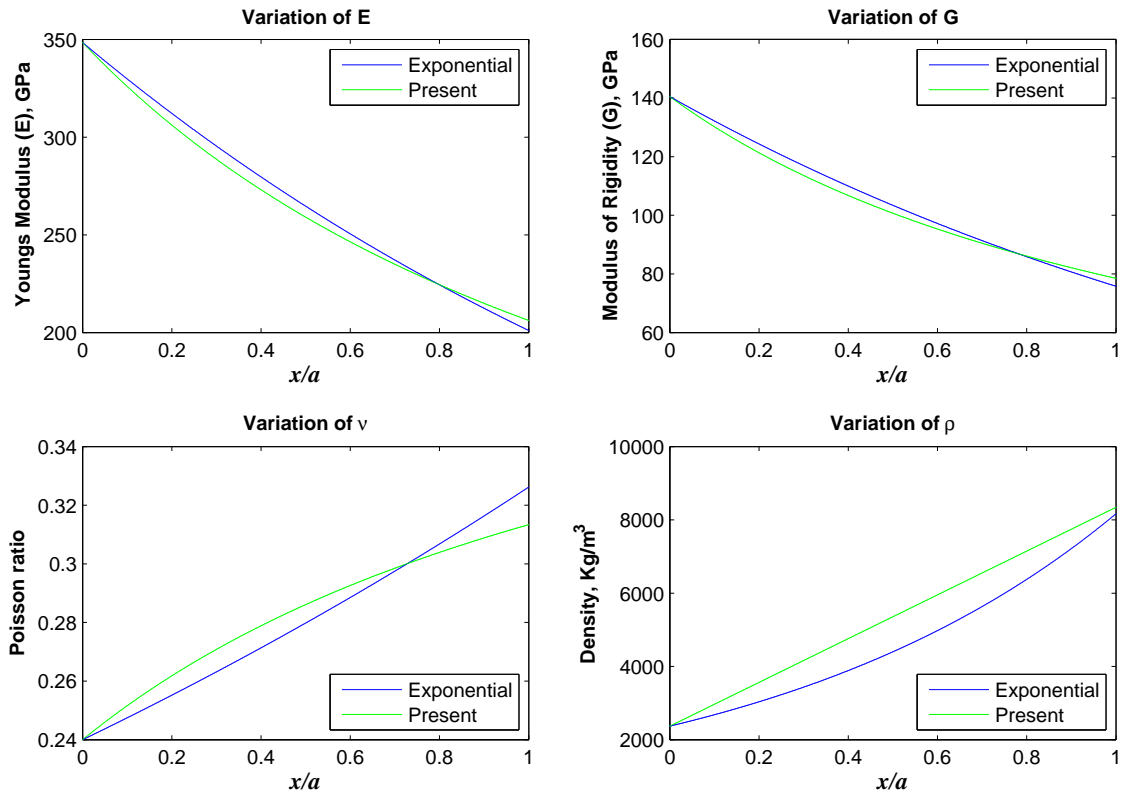 Variation of E
350
300
250
200
Youngs Modulus (E), GPa
Exponential
Present
0 0.2 0.4 0.6 0.8 1
x/a
Variation of G
160
140
120
100
80
60
Modulus of Rigidity (G), GPa
Exponential
Present
0 0.2 0.4 0.6 0.8 1
x/a
Variation of ν
0.34
0.32
0.3
0.28
0.26
0.24
Poisson ratio
Exponential
Present
0 0.2 0.4 0.6 0.8 1
x/a
Variation of ρ
10000
8000
6000
4000
2000
Density, Kg/m³
Exponential
Present
0 0.2 0.4 0.6 0.8 1
x/a